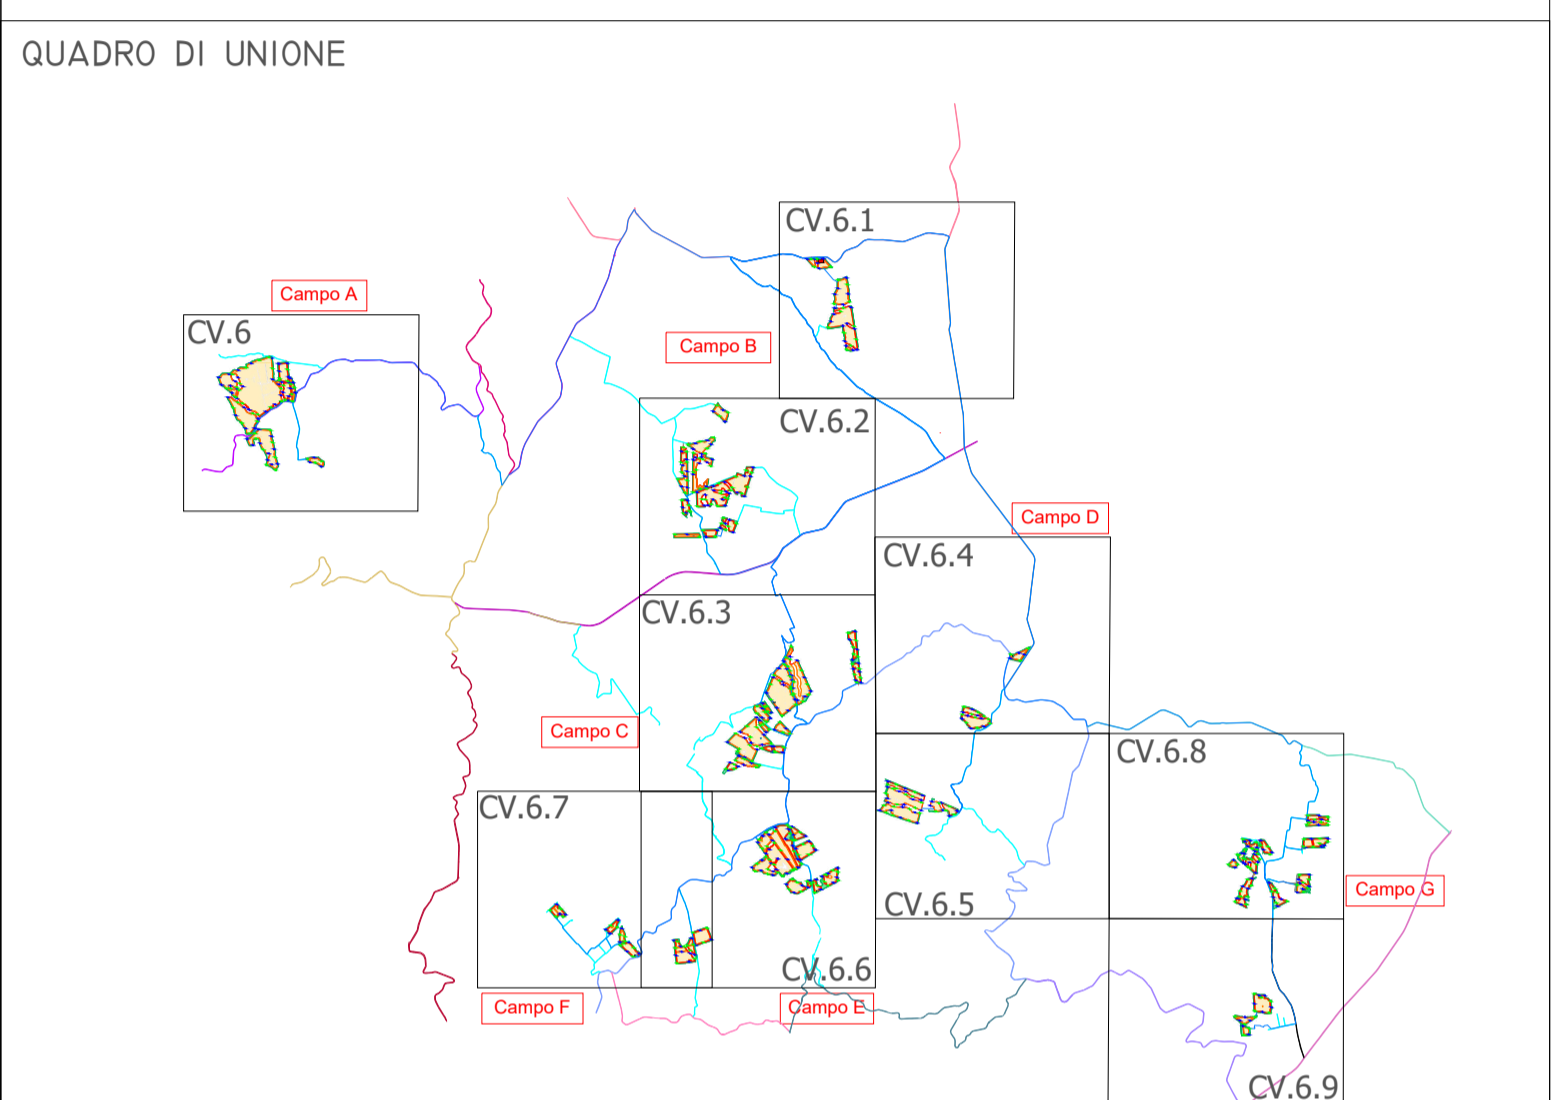 QUADRO DI UNIONE
CV.6.1
Campo A
CV.6
Campo B
CV.6.2
Campo D
CV.6.4
CV.6.3
Campo C
CV.6.8
CV.6.7
Campo G
CV.6.5
CV.6.6
Campo F
Campo E
CV.6.9